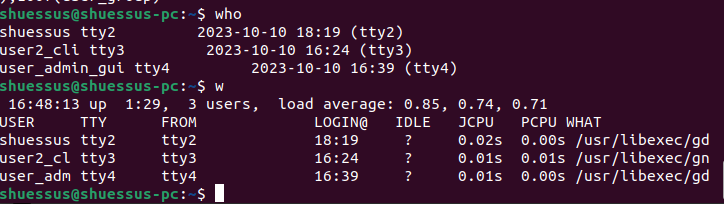 shuessus@shuessus-pc:~$ who
shuessus tty2         2023-10-10 18:19 (tty2)
user2_cli tty3         2023-10-10 16:24 (tty3)
user_admin_gui tty4         2023-10-10 16:39 (tty4)
shuessus@shuessus-pc:~$ w
 16:48:13 up  1:29,  3 users,  load average: 0.85, 0.74, 0.71
USER     TTY      FROM             LOGIN@   IDLE   JCPU   PCPU WHAT
shuessus tty2     tty2             18:19    ?      0.02s  0.00s /usr/libexec/gd
user2_cl tty3     tty3             16:24    ?      0.01s  0.01s /usr/libexec/gn
user_adm tty4     tty4             16:39    ?      0.01s  0.00s /usr/libexec/gd
shuessus@shuessus-pc:~$